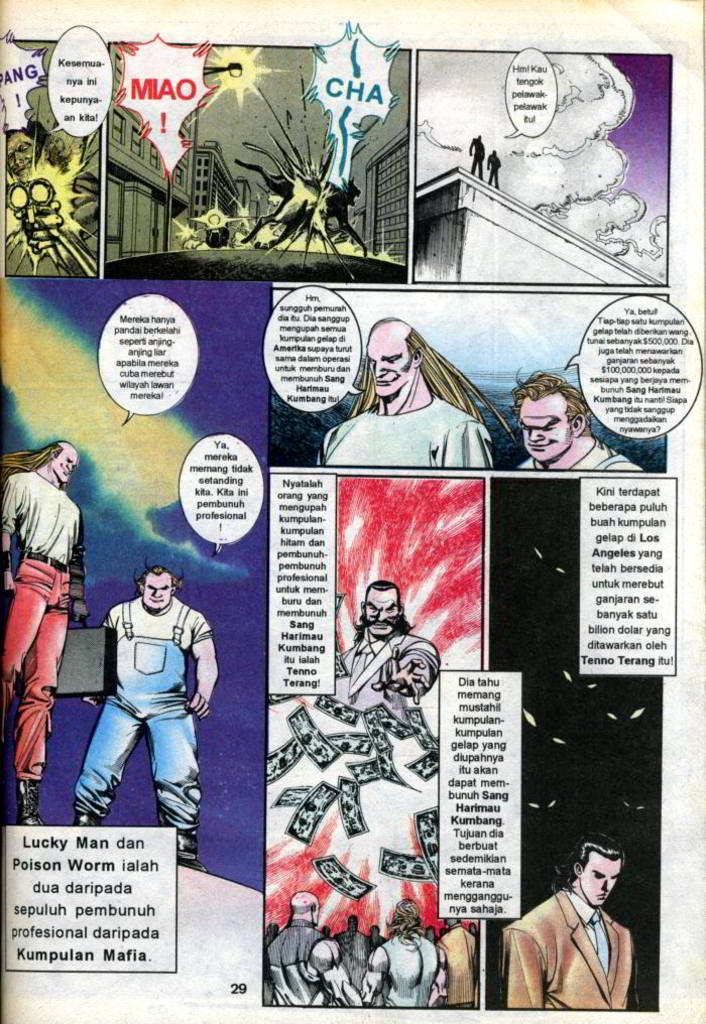 PANG
!
Kesemua-
nya ini
kepunya-
an kita!
MIAO
!
CHA
!
Hm! Kau
tengok
pelawak-
pelawak
itu!
Mereka hanya
pandai berkelahi
seperti anjing-
anjing liar
apabila mereka
cuba merebut
wilayah lawan
mereka!
Ya,
mereka
memang tidak
setanding
kita. Kita ini
pembunuh
profesional
!
Lucky Man dan
Poison Worm ialah
dua daripada
sepuluh pembunuh
profesional daripada
Kumpulan Mafia.
Hm,
sungguh pemurah
dia itu. Dia sanggup
mengupah semua
kumpulan gelap di
Amerika supaya turut
sama dalam operasi
untuk memburu dan
membunuh Sang
Harimau
Kumbang itu!
Ya, betul!
Tiap-tiap satu kumpulan
gelap telah diberikan wang
tunai sebanyak $500,000. Dia
juga telah menawarkan
ganjaran sebanyak
$100,000,000 kepada
sesiapa yang berjaya mem-
bunuh Sang Harimau
Kumbang itu! Siapa
yang tidak sanggup
menggadaikan
nyawanya?
Nyatalah
orang yang
mengupah
kumpulan-
kumpulan
hitam dan
pembunuh-
pembunuh
profesional
untuk mem-
buru dan
membunuh
Sang
Harimau
Kumbang
itu ialah
Tenno
Terang!
Dia tahu
memang
mustahil
kumpulan-
kumpulan
gelap yang
diupahnya
itu akan
dapat mem-
bunuh Sang
Harimau
Kumbang.
Tujuan dia
berbuat
sedemikian
semata-mata
kerana
mengganggu-
nya sahaja.
Kini terdapat
beberapa puluh
buah kumpulan
gelap di Los
Angeles yang
telah bersedia
untuk merebut
ganjaran se-
banyak satu
bilion dolar yang
ditawarkan oleh
Tenno Terang itu!
29